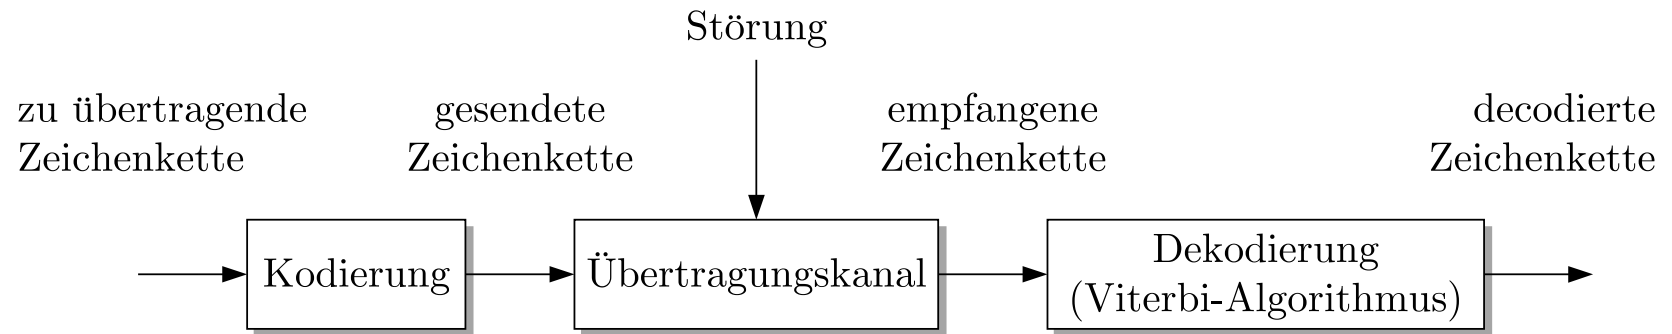 Störung
zu übertragende
Zeichenkette
gesendete
Zeichenkette
empfangene
Zeichenkette
decodierte
Zeichenkette
Kodierung
Übertragungskanal
Dekodierung
(Viterbi-Algorithmus)